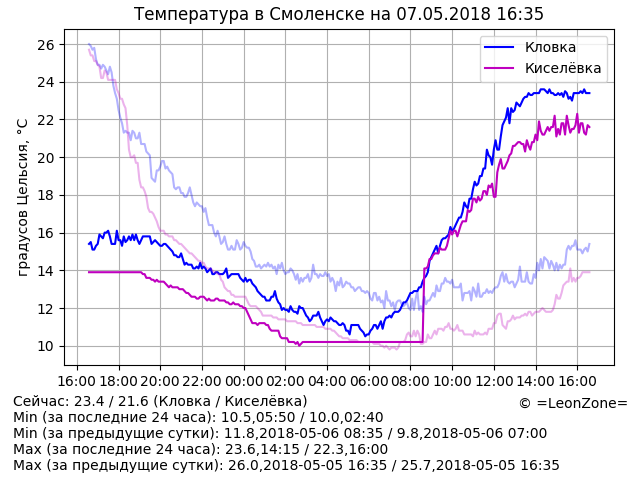 Температура в Смоленске на 07.05.2018 16:35
Кловка
Киселёвка
градусов Цельсия, °C
26
24
22
20
18
16
14
12
10
16:00 18:00 20:00 22:00 00:00 02:00 04:00 06:00 08:00 10:00 12:00 14:00 16:00
Сейчас: 23.4 / 21.6 (Кловка / Киселёвка)
© =LeonZone=
Min (за последние 24 часа): 10.5,05:50 / 10.0,02:40
Min (за предыдущие сутки): 11.8,2018-05-06 08:35 / 9.8,2018-05-06 07:00
Max (за последние 24 часа): 23.6,14:15 / 22.3,16:00
Max (за предыдущие сутки): 26.0,2018-05-05 16:35 / 25.7,2018-05-05 16:35